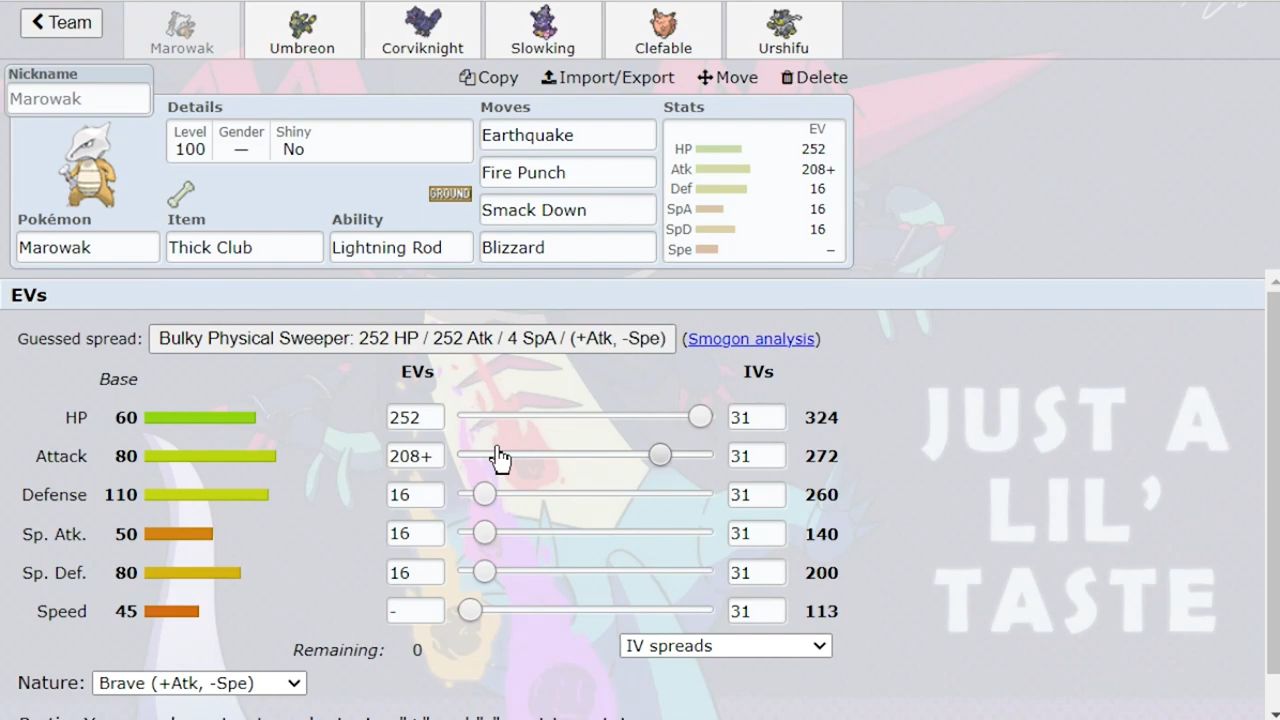 Team
Marowak
Umbreon
Corviknight
Slowking
Clefable
Urshifu
Nickname
Marowak
Copy
Import/Export
Move
Delete
Details
Level
100
Gender
—
Shiny
No
GROUND
Pokémon
Marowak
Item
Thick Club
Ability
Lightning Rod
Moves
Earthquake
Fire Punch
Smack Down
Blizzard
Stats
EV
HP 252
Atk 208+
Def 16
SpA 16
SpD 16
Spe –
EVs
Guessed spread: Bulky Physical Sweeper: 252 HP / 252 Atk / 4 SpA / (+Atk, -Spe) (Smogon analysis)
Base EVs IVs
HP 60 252 31 324
Attack 80 208+ 31 272
Defense 110 16 31 260
Sp. Atk. 50 16 31 140
Sp. Def. 80 16 31 200
Speed 45 - 31 113
Remaining: 0
IV spreads
Nature: Brave (+Atk, -Spe)
JUST A
LIL'
TASTE